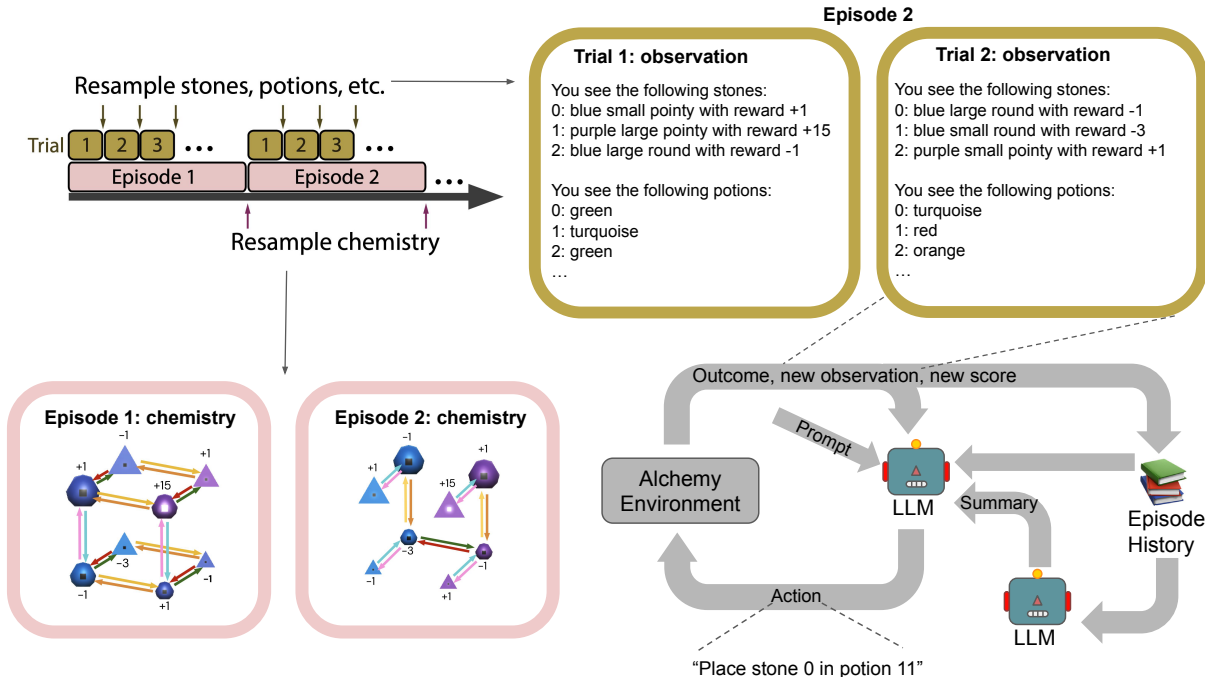 Episode 2
Resample stones, potions, etc.
Trial 1 2 3 ••• 1 2 3 •••
Episode 1 Episode 2 •••
Resample chemistry
Trial 1: observation
You see the following stones:
0: blue small pointy with reward +1
1: purple large pointy with reward +15
2: blue large round with reward -1
You see the following potions:
0: green
1: turquoise
2: green
…
Trial 2: observation
You see the following stones:
0: blue large round with reward -1
1: blue small round with reward -3
2: purple small pointy with reward +1
You see the following potions:
0: turquoise
1: red
2: orange
…
Episode 1: chemistry
−1
+1
+1
+15
−3
−1
−1
+1
Episode 2: chemistry
−1
+1
+1
+15
−3
−1
−1
+1
Outcome, new observation, new score
Prompt
Alchemy
Environment
LLM
Summary
Episode
History
LLM
Action
“Place stone 0 in potion 11”